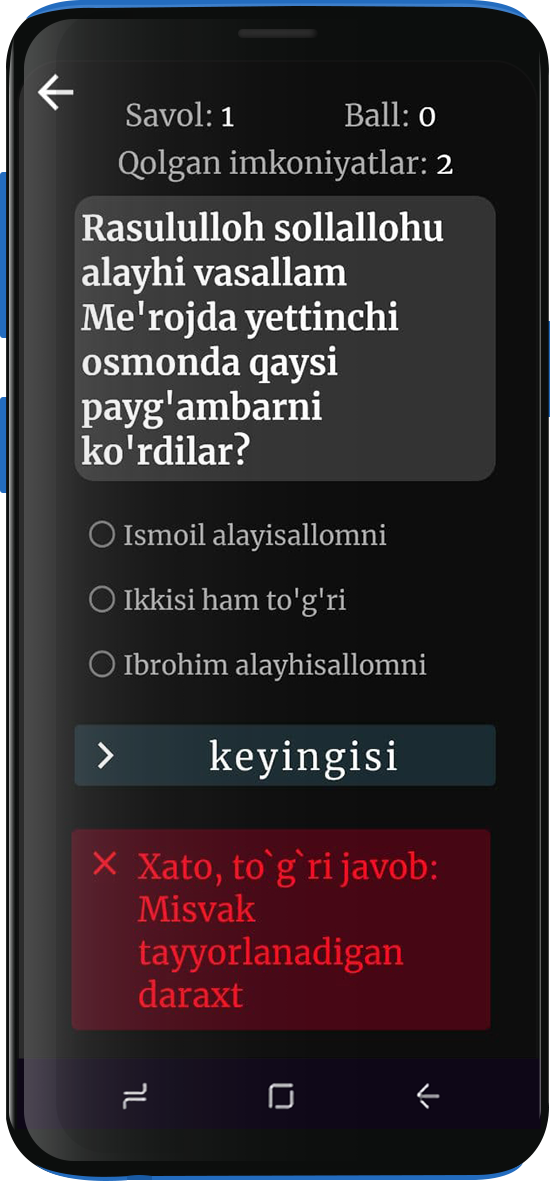 Savol: 1 Ball: 0
Qolgan imkoniyatlar: 2
Rasululloh sollallohu
alayhi vasallam
Me'rojda yettinchi
osmonda qaysi
payg'ambarni
ko'rdilar?
Ismoil alayisallomni
Ikkisi ham to'g'ri
Ibrohim alayhisallomni
keyingisi
Xato, to`g`ri javob:
Misvak
tayyorlanadigan
daraxt